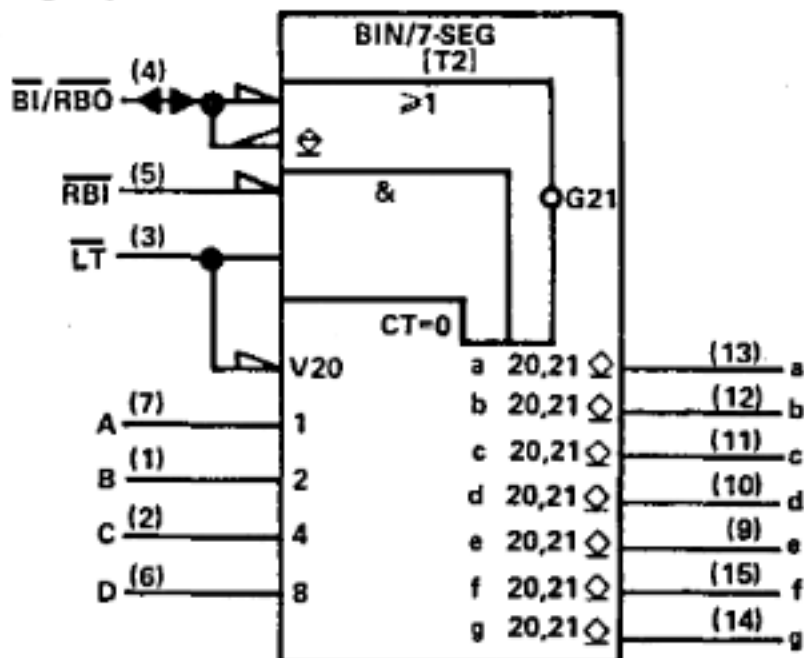 BIN/7-SEG
[T2]
BI/RBO (4)
⩾1
RBI (5)
&
G21
LT (3)
CT=0
V20
a 20,21 (13) a
b 20,21 (12) b
A (7) 1
c 20,21 (11) c
B (1) 2
d 20,21 (10) d
C (2) 4
e 20,21 (9) e
D (6) 8
f 20,21 (15) f
g 20,21 (14) g